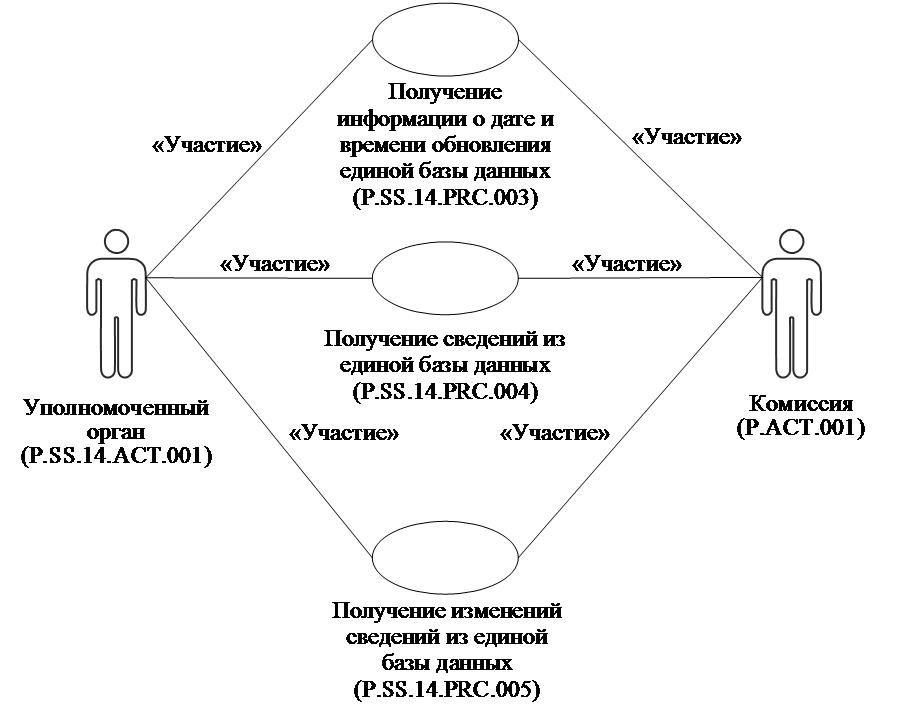 Получение
информации о дате и
времени обновления
единой базы данных
(P.SS.14.PRC.003)
«Участие»
«Участие»
«Участие»
«Участие»
Получение сведений из
единой базы данных
(P.SS.14.PRC.004)
Уполномоченный
орган
(P.SS.14.ACT.001)
Комиссия
(P.ACT.001)
«Участие»
«Участие»
Получение изменений
сведений из единой
базы данных
(P.SS.14.PRC.005)